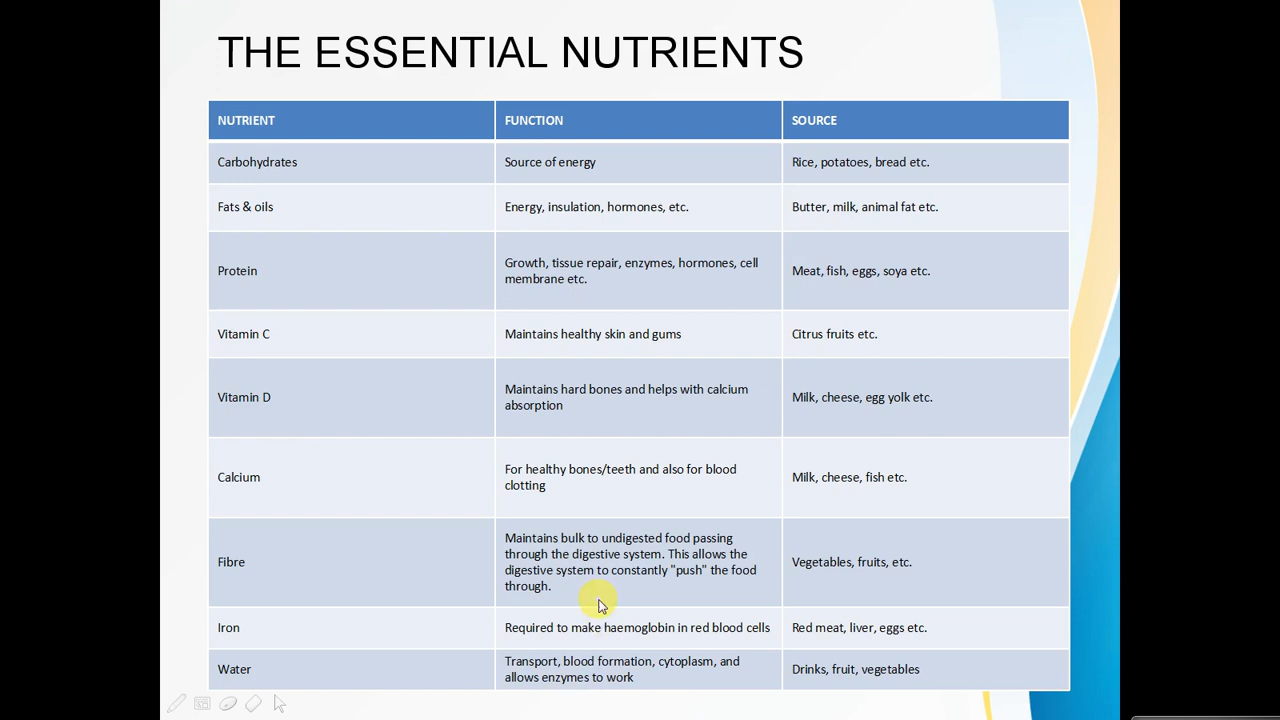 THE ESSENTIAL NUTRIENTS
NUTRIENT FUNCTION SOURCE
Carbohydrates Source of energy Rice, potatoes, bread etc.
Fats & oils Energy, insulation, hormones, etc. Butter, milk, animal fat etc.
Protein Growth, tissue repair, enzymes, hormones, cell
membrane etc. Meat, fish, eggs, soya etc.
Vitamin C Maintains healthy skin and gums Citrus fruits etc.
Vitamin D Maintains hard bones and helps with calcium
absorption Milk, cheese, egg yolk etc.
Calcium For healthy bones/teeth and also for blood
clotting Milk, cheese, fish etc.
Fibre Maintains bulk to undigested food passing
through the digestive system. This allows the
digestive system to constantly "push" the food
through. Vegetables, fruits, etc.
Iron Required to make haemoglobin in red blood cells Red meat, liver, eggs etc.
Water Transport, blood formation, cytoplasm, and
allows enzymes to work Drinks, fruit, vegetables